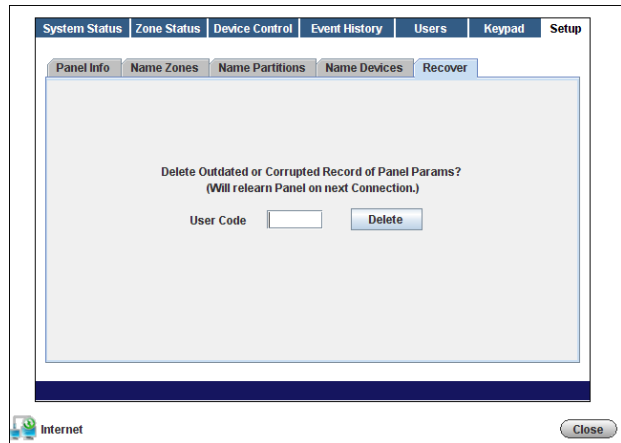 System Status Zone Status Device Control Event History Users Keypad Setup
Panel Info Name Zones Name Partitions Name Devices Recover
Delete Outdated or Corrupted Record of Panel Params?
(Will relearn Panel on next Connection.)
User Code Delete
Internet Close